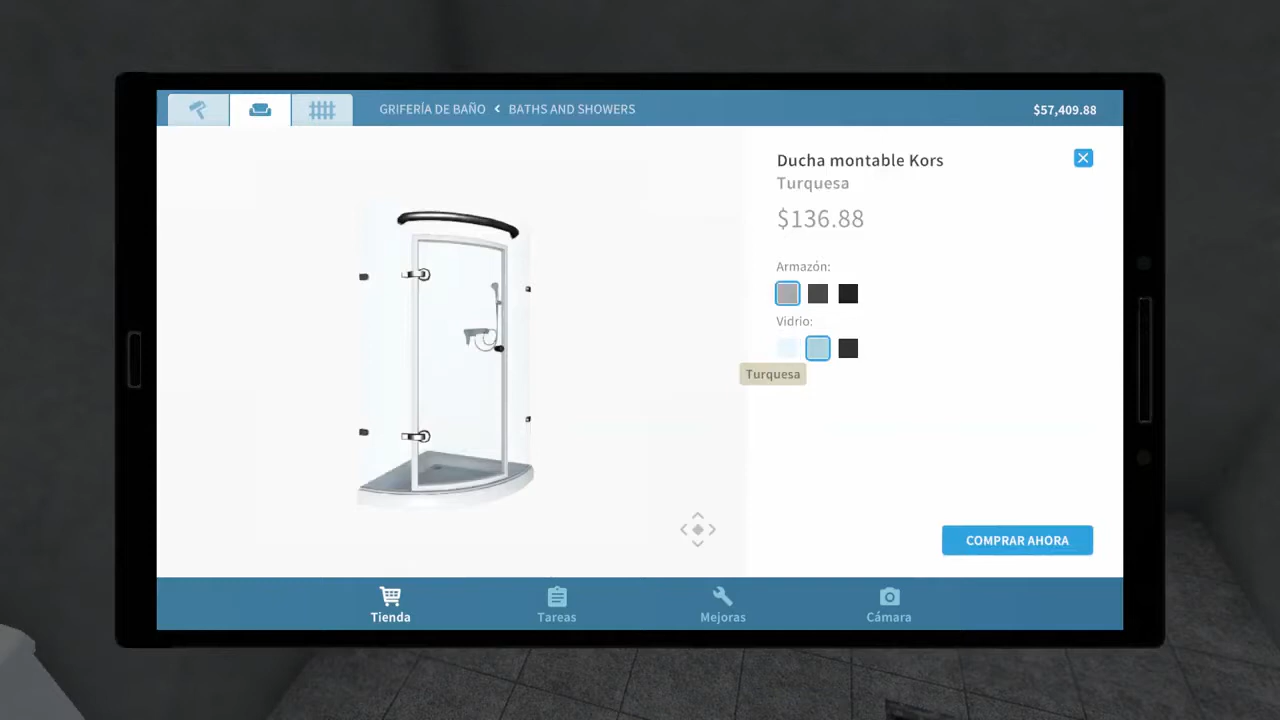 GRIFERÍA DE BAÑO < BATHS AND SHOWERS
$57,409.88
Ducha montable Kors
Turquesa
$136.88
Armazón:
Vidrio:
Turquesa
COMPRAR AHORA
Tienda
Tareas
Mejoras
Cámara